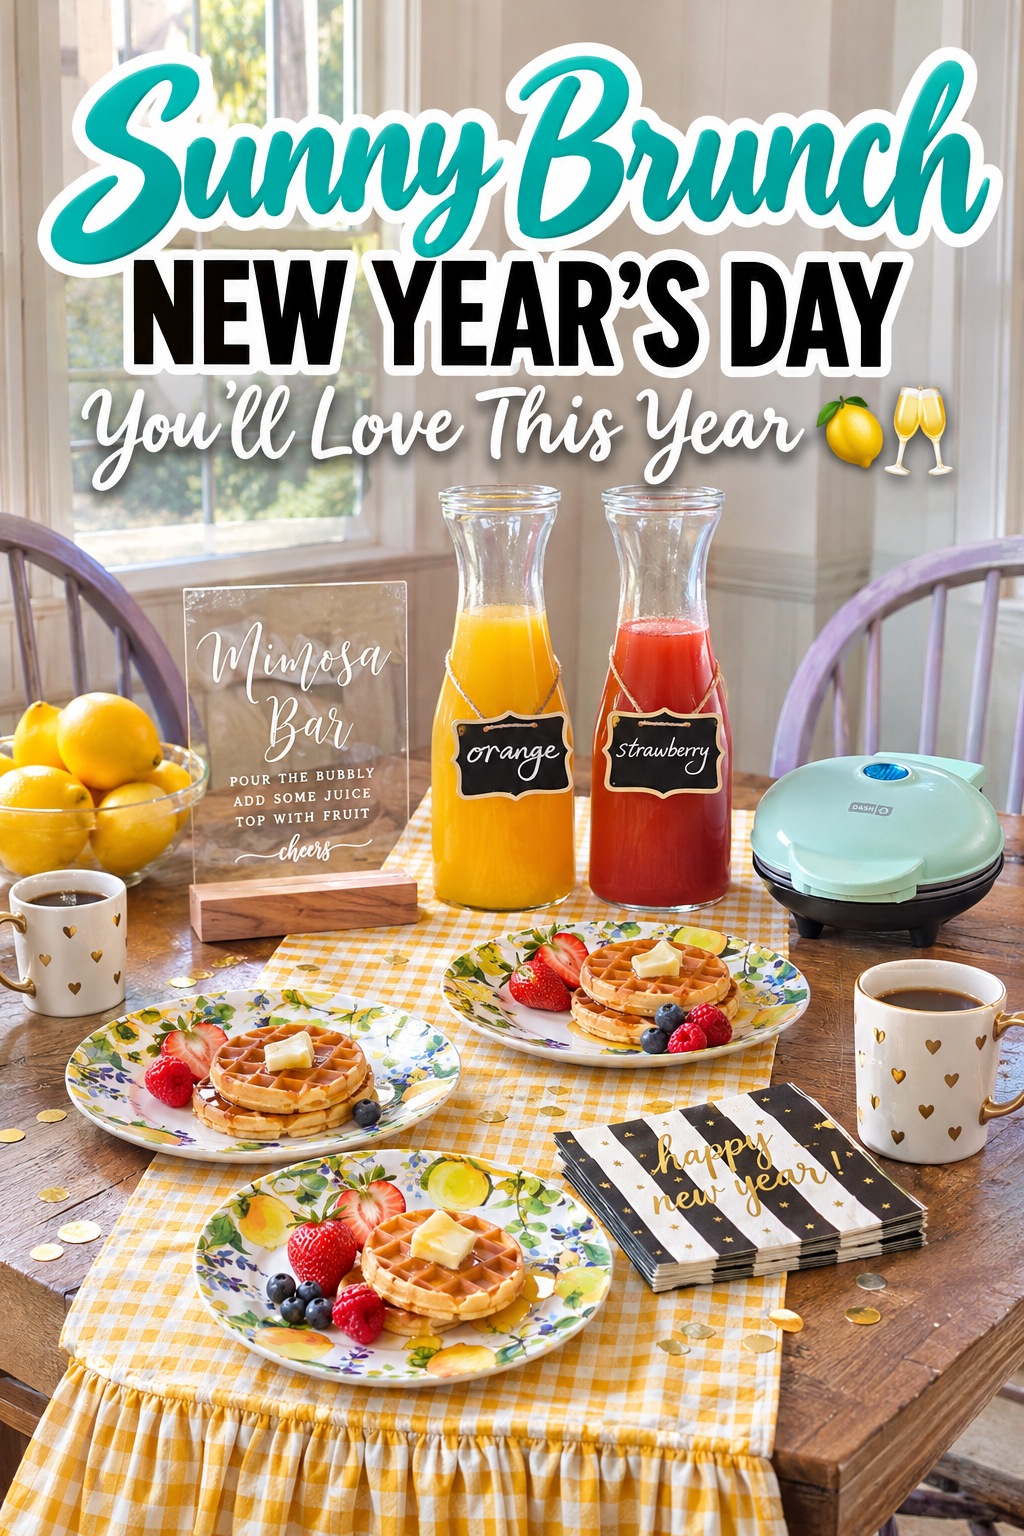 Sunny Brunch
NEW YEAR'S DAY
You'll Love This Year
Mimosa
Bar
POUR THE BUBBLY
ADD SOME JUICE
TOP WITH FRUIT
cheers
orange
strawberry
DASH
happy
new year!